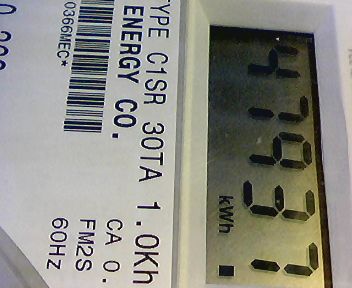 TYPE C1SR 30TA 1.0Kh
ENERGY CO.
CA 0.
FM2S
60HZ
0366MEC*
kWh